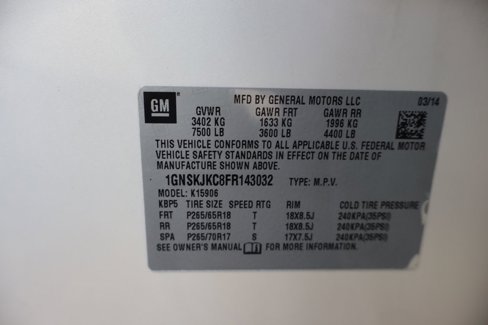 GM
MFD BY GENERAL MOTORS LLC 03/14
GVWR GAWR FRT GAWR RR
3402 KG 1633 KG 1996 KG
7500 LB 3600 LB 4400 LB
THIS VEHICLE CONFORMS TO ALL APPLICABLE U.S. FEDERAL MOTOR
VEHICLE SAFETY STANDARDS IN EFFECT ON THE DATE OF
MANUFACTURE SHOWN ABOVE.
1GNSKJKC8FR143032 TYPE: M.P.V.
MODEL: K15906
KBP5 TIRE SIZE SPEED RTG RIM COLD TIRE PRESSURE
FRT P265/65R18 T 18X8.5J 240KPA(35PSI)
RR P265/65R18 T 18X8.5J 240KPA(35PSI)
SPA P265/70R17 S 17X7.5J 240KPA(35PSI)
SEE OWNER'S MANUAL FOR MORE INFORMATION.